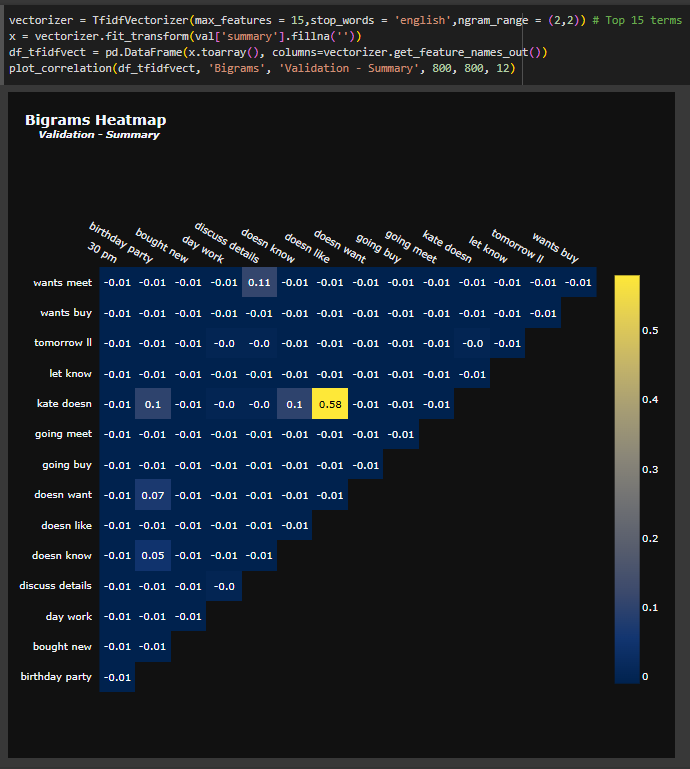 vectorizer = TfidfVectorizer(max_features = 15,stop_words = 'english',ngram_range = (2,2)) # Top 15 terms
x = vectorizer.fit_transform(val['summary'].fillna(''))
df_tfidfvect = pd.DataFrame(x.toarray(), columns=vectorizer.get_feature_names_out())
plot_correlation(df_tfidfvect, 'Bigrams', 'Validation - Summary', 800, 800, 12)
Bigrams Heatmap
Validation - Summary
30 pm
birthday party
bought new
day work
discuss details
doesn know
doesn like
doesn want
going buy
going meet
kate doesn
let know
tomorrow ll
wants buy
wants meet -0.01 -0.01 -0.01 -0.01 0.11 -0.01 -0.01 -0.01 -0.01 -0.01 -0.01 -0.01 -0.01 -0.01
wants buy -0.01 -0.01 -0.01 -0.01 -0.01 -0.01 -0.01 -0.01 -0.01 -0.01 -0.01 -0.01 -0.01
tomorrow ll -0.01 -0.01 -0.01 -0.0 -0.0 -0.01 -0.01 -0.01 -0.01 -0.01 -0.0 -0.01
let know -0.01 -0.01 -0.01 -0.01 -0.01 -0.01 -0.01 -0.01 -0.01 -0.01 -0.01
kate doesn -0.01 0.1 -0.01 -0.0 -0.0 0.1 0.58 -0.01 -0.01 -0.01
going meet -0.01 -0.01 -0.01 -0.01 -0.01 -0.01 -0.01 -0.01 -0.01
going buy -0.01 -0.01 -0.01 -0.01 -0.01 -0.01 -0.01 -0.01
doesn want -0.01 0.07 -0.01 -0.01 -0.01 -0.01 -0.01
doesn like -0.01 -0.01 -0.01 -0.01 -0.01 -0.01
doesn know -0.01 0.05 -0.01 -0.01 -0.01
discuss details -0.01 -0.01 -0.01 -0.0
day work -0.01 -0.01 -0.01
bought new -0.01 -0.01
birthday party -0.01
0.5
0.4
0.3
0.2
0.1
0